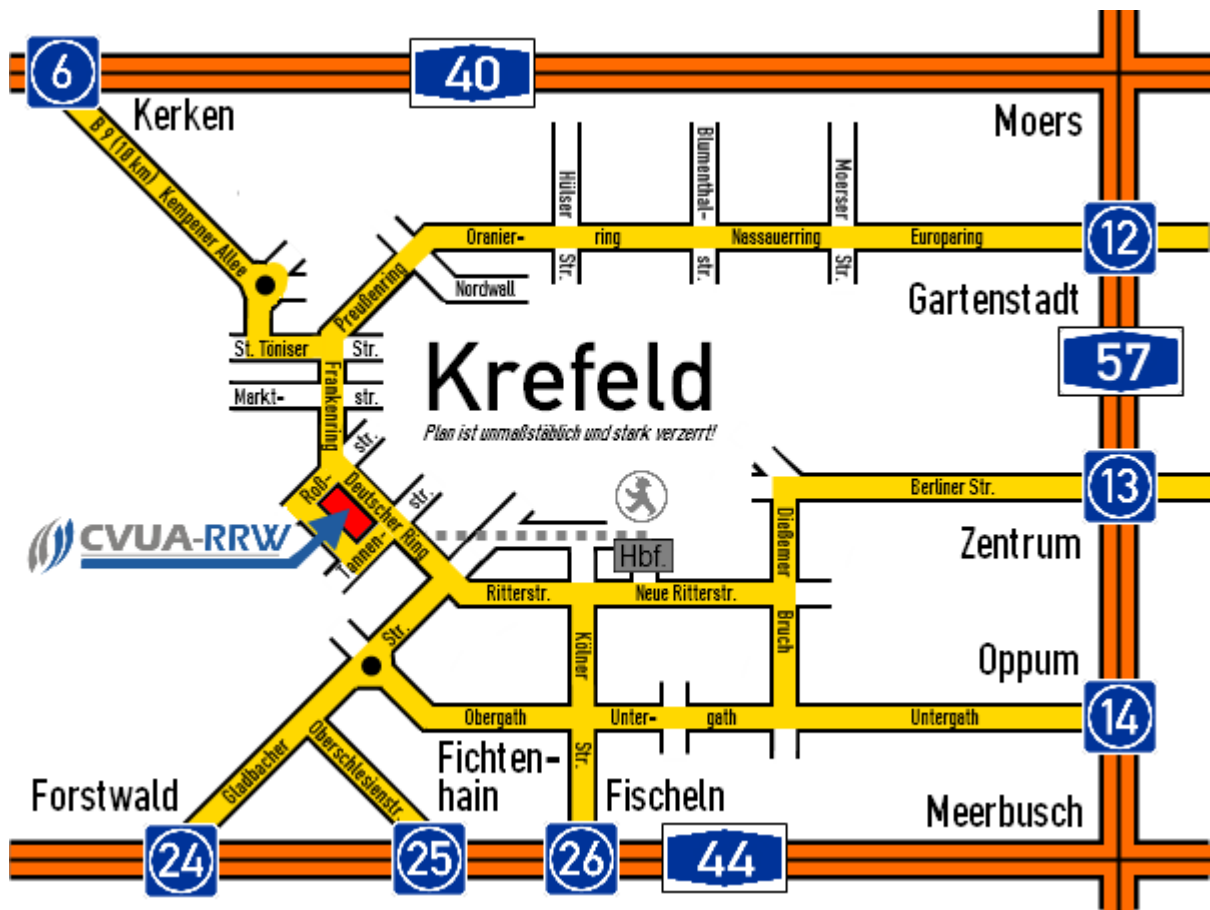 6
40
Kerken
Moers
B 9 (10 km) Kempener Allee
Hülser
Str.
Blumenthal-
str.
Moerser
Str.
Oranier-
ring
Nassauerring
Europaring
12
Preußenring
Nordwall
Gartenstadt
St. Töniser
Str.
Krefeld
57
Frankenring
Markt-
str.
Plan ist unmaßstäblich und stark verzerrt!
Roß-
str.
Deutscher Ring
Tannen-
str.
Berliner Str.
13
CVUA-RRW
Hbf.
Dießemer
Bruch
Zentrum
Ritterstr.
Neue Ritterstr.
Kölner
Str.
Oppum
Gladbacher
Str.
Obergath
Unter-
gath
Untergath
14
Oberschlesienstr.
Fichten-
hain
Forstwald
Fischeln
Meerbusch
24
25
26
44